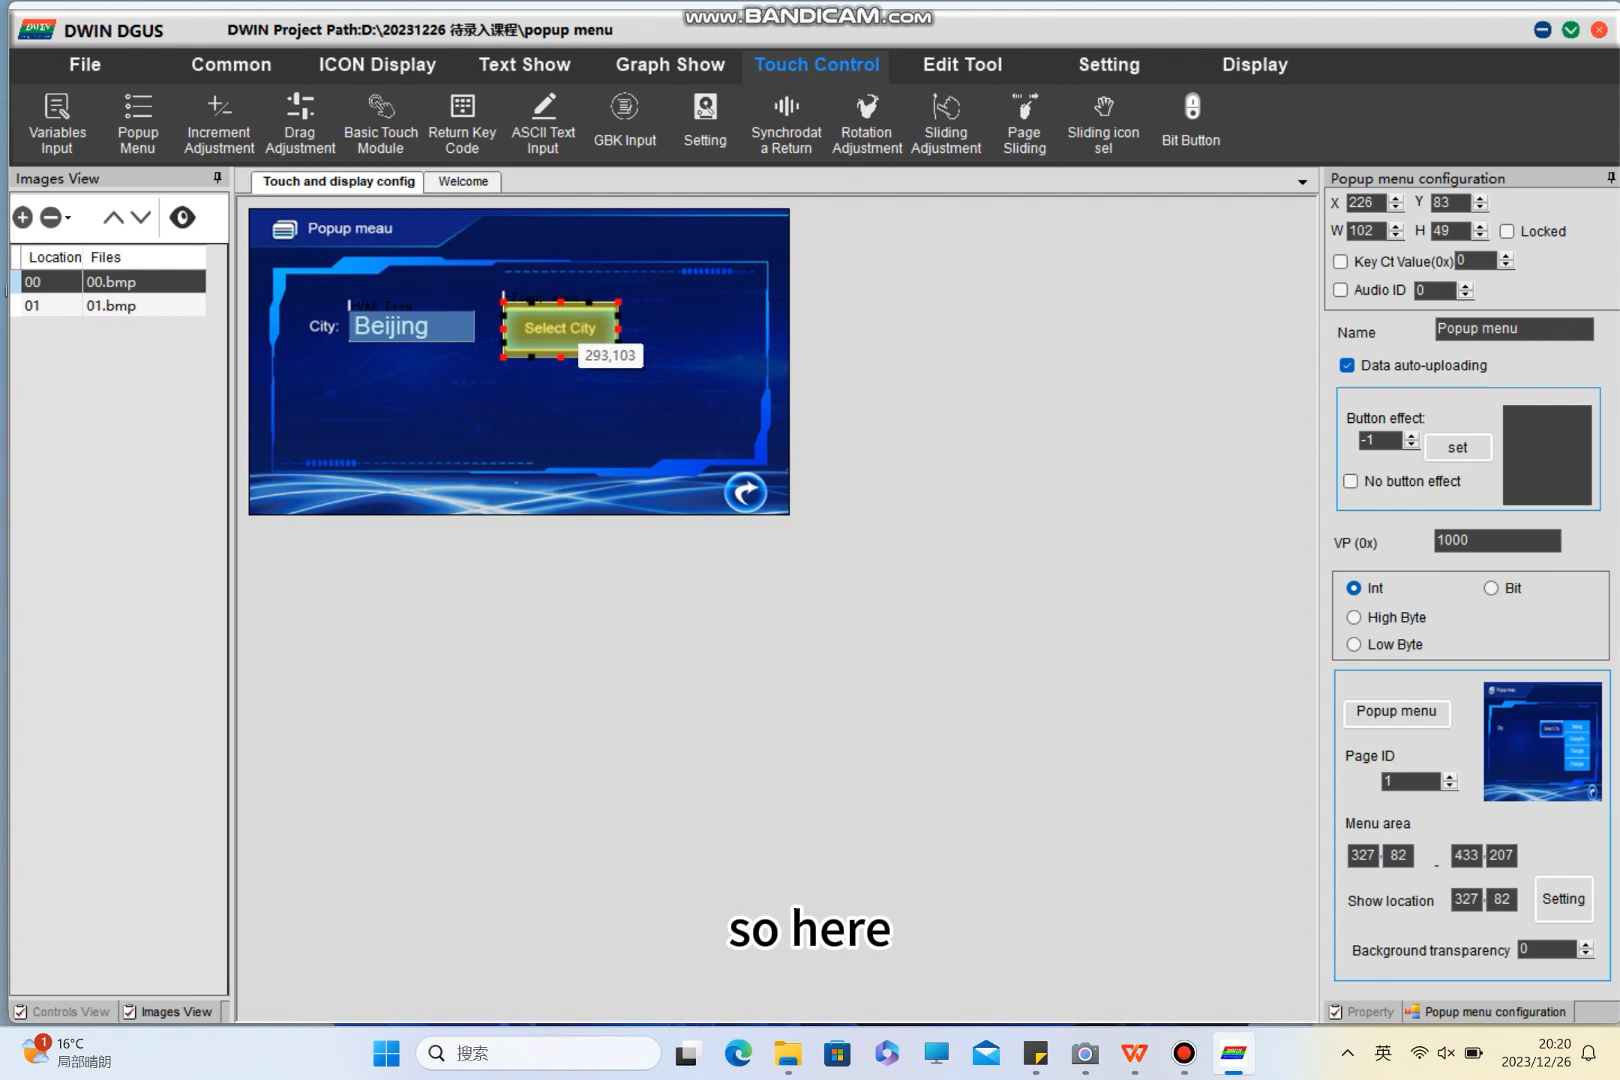 www.BANDICAM.com
DWIN DGUS
DWIN Project Path:D:\20231226 待录入课程\popup menu
File
Common
ICON Display
Text Show
Graph Show
Touch Control
Edit Tool
Setting
Display
Variables
Input
Popup
Menu
Increment
Adjustment
Drag
Adjustment
Basic Touch
Module
Return Key
Code
ASCII Text
Input
GBK Input
Setting
Synchrodat
a Return
Rotation
Adjustment
Sliding
Adjustment
Page
Sliding
Sliding icon
sel
Bit Button
Images View
Touch and display config
Welcome
Location Files
00 00.bmp
01 01.bmp
Popup meau
City:
Beijing
Select City
293,103
Popup menu configuration
X 226 Y 83
W 102 H 49 Locked
Key Ct Value(0x) 0
Audio ID 0
Name Popup menu
Data auto-uploading
Button effect:
-1
set
No button effect
VP (0x) 1000
Int
Bit
High Byte
Low Byte
Popup menu
Page ID
1
Menu area
327 82 - 433 207
Show location 327 82
Setting
Background transparency 0
so here
Controls View
Images View
Property
Popup menu configuration
1
16°C
局部晴朗
搜索
英
20:20
2023/12/26